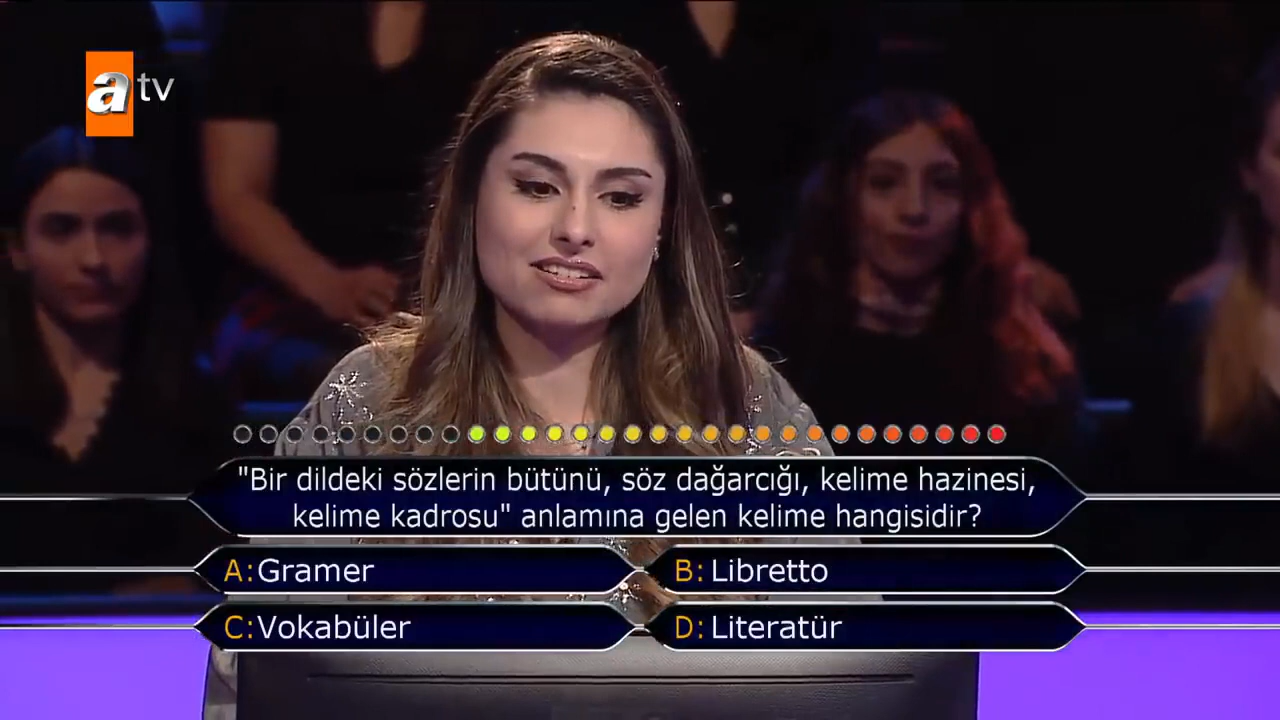 atv
"Bir dildeki sözlerin bütünü, söz dağarcığı, kelime hazinesi,
kelime kadrosu" anlamına gelen kelime hangisidir?
A: Gramer
B: Libretto
C: Vokabüler
D: Literatür